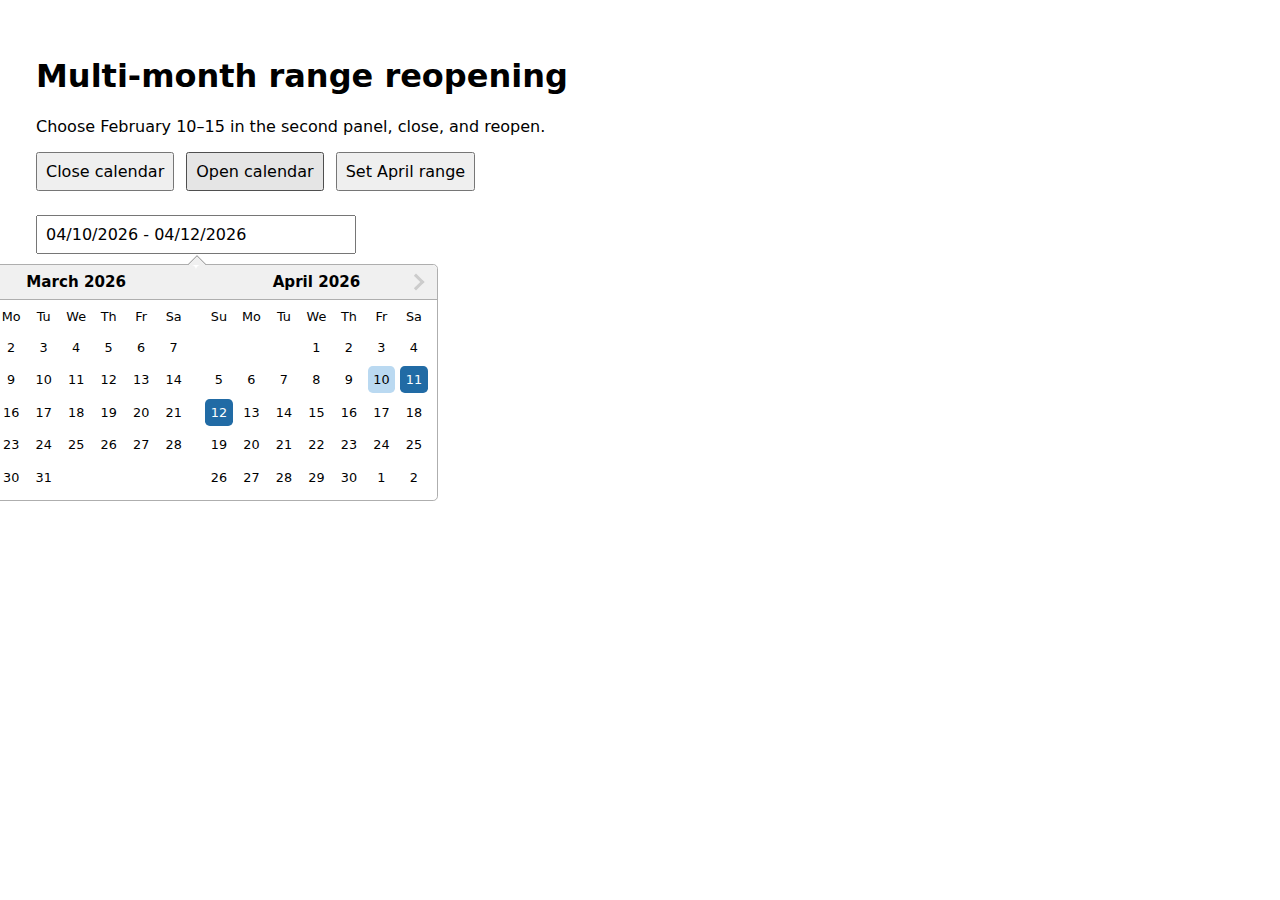 Multi-month range reopening
Choose February 10–15 in the second panel, close, and reopen.
Close calendar Open calendar Set April range
04/10/2026 - 04/12/2026
March 2026 April 2026
Mo Tu We Th Fr Sa Su Mo Tu We Th Fr Sa
2 3 4 5 6 7 1 2 3 4
9 10 11 12 13 14 5 6 7 8 9 10 11
16 17 18 19 20 21 12 13 14 15 16 17 18
23 24 25 26 27 28 19 20 21 22 23 24 25
30 31 26 27 28 29 30 1 2